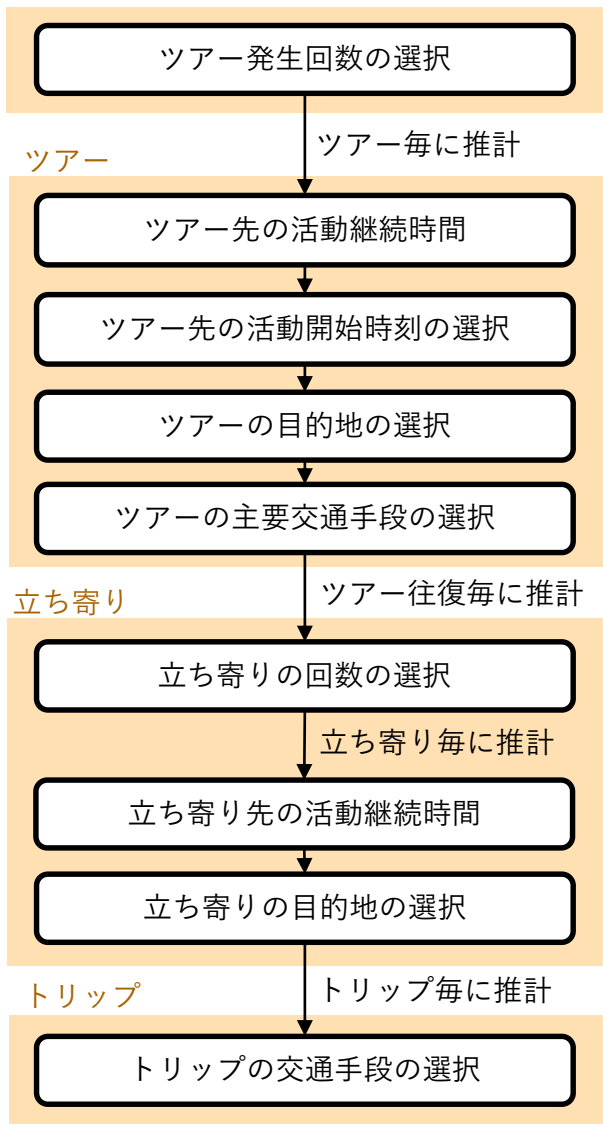 ツアー発生回数の選択
ツアー毎に推計
ツアー
ツアー先の活動継続時間
ツアー先の活動開始時刻の選択
ツアーの目的地の選択
ツアーの主要交通手段の選択
ツアー往復毎に推計
立ち寄り
立ち寄りの回数の選択
立ち寄り毎に推計
立ち寄り先の活動継続時間
立ち寄りの目的地の選択
トリップ毎に推計
トリップ
トリップの交通手段の選択